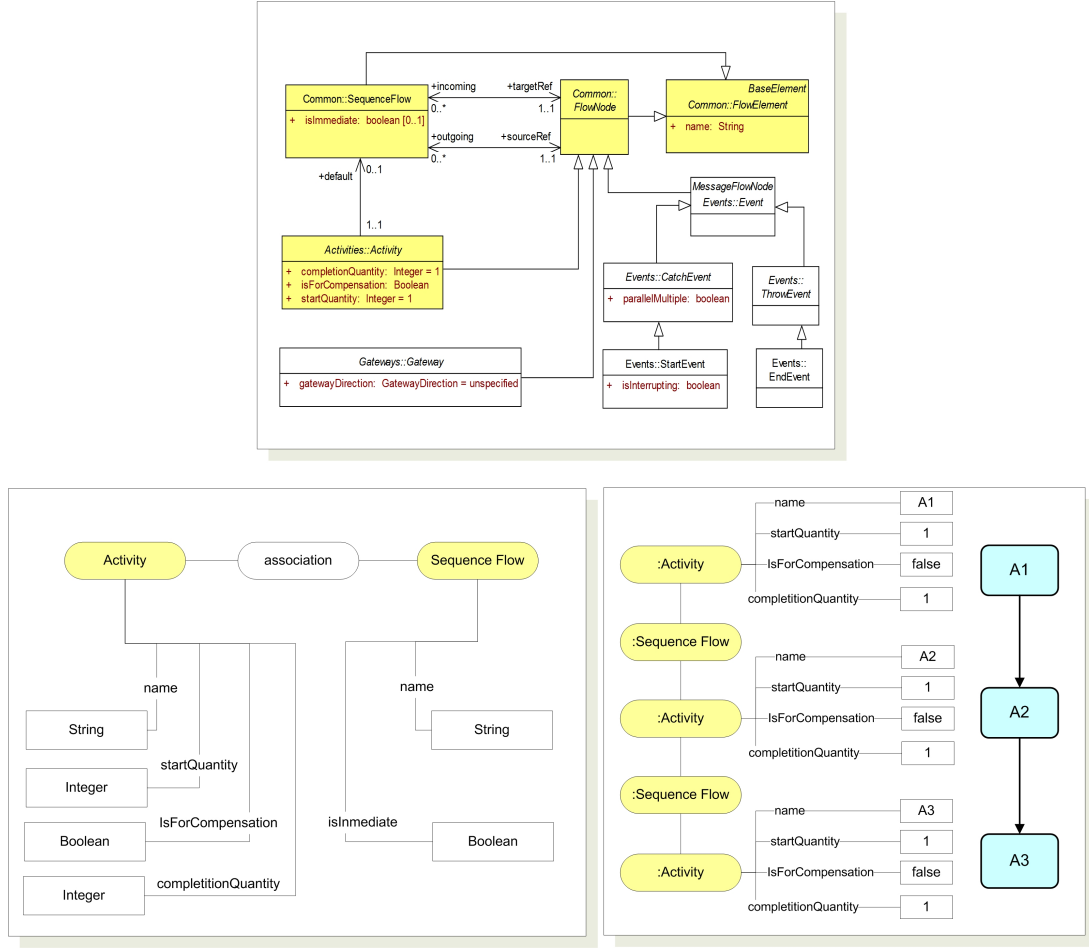 BaseElement
Common::FlowElement
+ name: String
Common::SequenceFlow
+ isImmediate: boolean [0..1]
+incoming
0..*
+targetRef
1..1
+outgoing
0..*
+sourceRef
1..1
Common::
FlowNode
+default
0..1
1..1
MessageFlowNode
Events::Event
Activities::Activity
+ completionQuantity: Integer = 1
+ isForCompensation: Boolean
+ startQuantity: Integer = 1
Events::CatchEvent
+ parallelMultiple: boolean
Events::
ThrowEvent
Gateways::Gateway
+ gatewayDirection: GatewayDirection = unspecified
Events::StartEvent
+ isInterrupting: boolean
Events::
EndEvent
Activity
association
Sequence Flow
name
String
startQuantity
Integer
IsForCompensation
Boolean
completitionQuantity
Integer
name
String
isInmediate
Boolean
:Activity
name
A1
startQuantity
1
IsForCompensation
false
completitionQuantity
1
:Sequence Flow
:Activity
name
A2
startQuantity
1
IsForCompensation
false
completitionQuantity
1
:Sequence Flow
:Activity
name
A3
startQuantity
1
IsForCompensation
false
completitionQuantity
1
A1
A2
A3